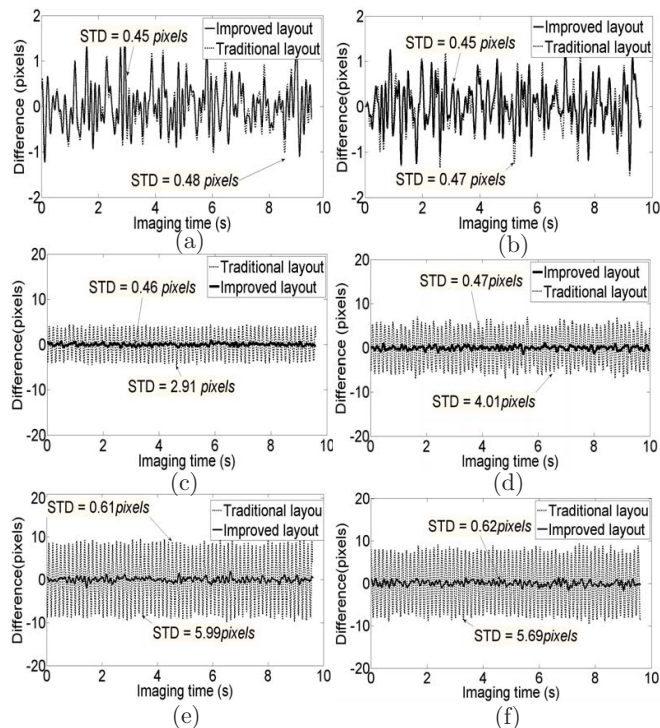 2
1
0
-1
2
Difference (pixels)
STD = 0.45 pixels
Improved layout
Traditional layout
STD = 0.48 pixels
0 2 4 6 8 10
Imaging time (s)
(a)
2
1
0
-1
2
Difference (pixels)
STD = 0.45 pixels
Improved layout
Traditional layout
STD = 0.47 pixels
0 2 4 6 8 10
Imaging time (s)
(b)
20
10
0
-10
-20
Difference(pixels)
STD = 0.46 pixels
Traditional layout
Improved layout
STD = 2.91 pixels
0 2 4 6 8 10
Imaging time (s)
(c)
20
10
0
-10
-20
Difference (pixels)
STD = 0.47pixels
Improved layout
Traditional layout
STD = 4.01pixels
0 2 4 6 8 10
Imaging time (s)
(d)
20
10
0
-10
-20
Difference(pixels)
STD = 0.61pixels
Traditional layou
Improved layout
STD = 5.99pixels
0 2 4 6 8 10
Imaging time (s)
(e)
20
10
0
-10
-20
Difference(pixels)
STD = 0.62pixels
Traditional layou
Improved layout
STD = 5.69pixels
0 2 4 6 8 10
Imaging time (s)
(f)